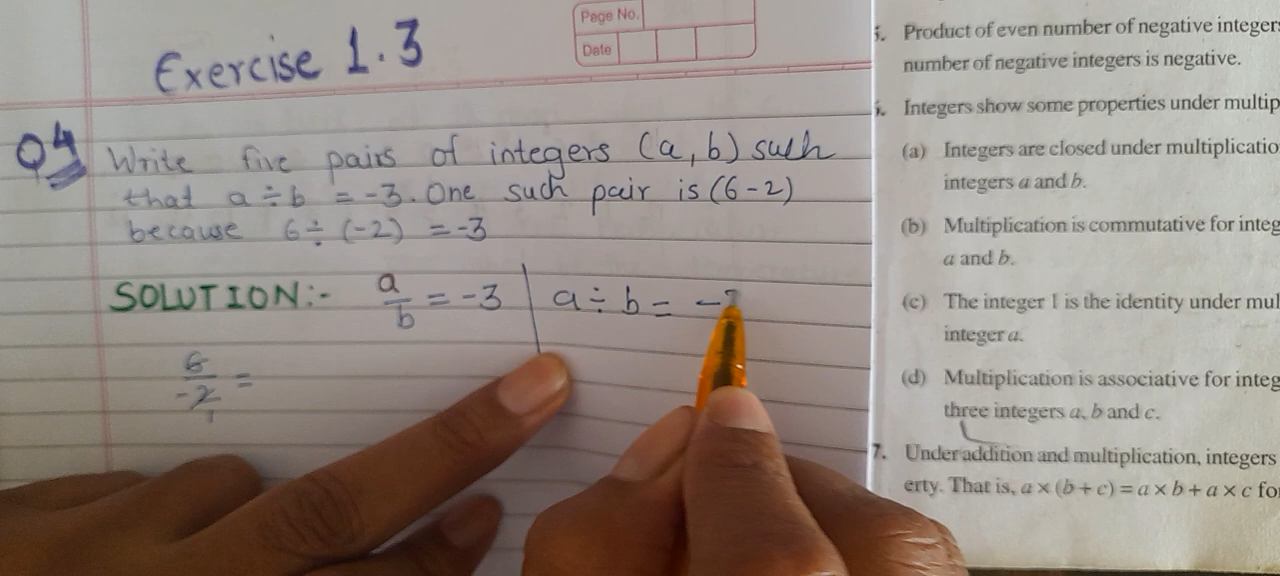 Page No.
Date
Exercise 1.3
Q4 Write five pairs of integers (a, b) such
that a ÷ b = -3. One such pair is (6-2)
because 6 ÷ (-2) = -3
SOLUTION:- a/b = -3 | a ÷ b = -
6/-2 =
Product of even number of negative integers
number of negative integers is negative.
Integers show some properties under multip
(a) Integers are closed under multiplicatio
integers a and b.
(b) Multiplication is commutative for integ
a and b.
(c) The integer 1 is the identity under mul
integer a.
(d) Multiplication is associative for integ
three integers a, b and c.
7. Under addition and multiplication, integers
erty. That is, a × (b + c) = a × b + a × c fo